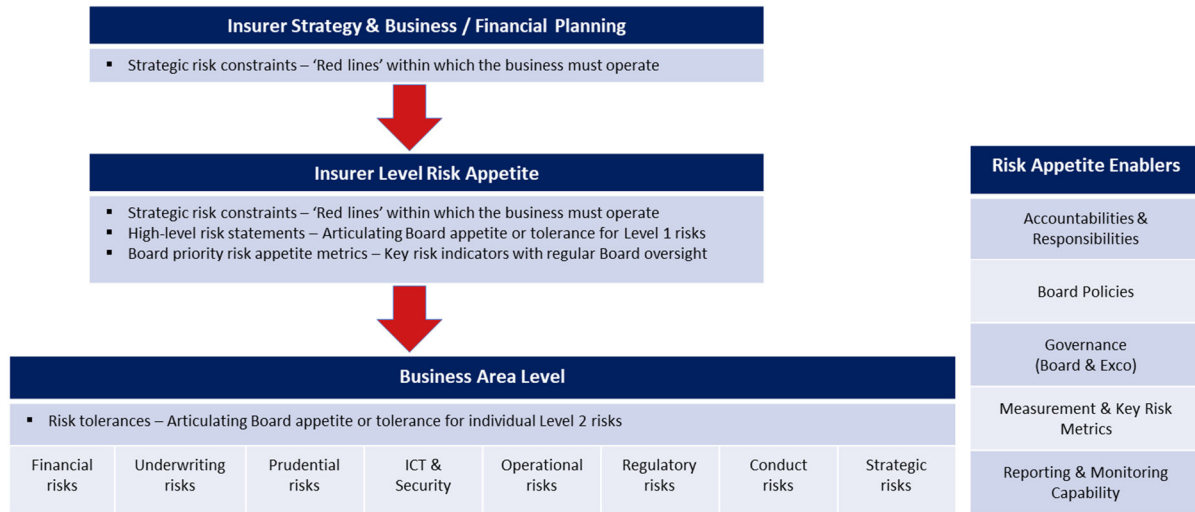 Insurer Strategy & Business / Financial Planning
▪ Strategic risk constraints – ‘Red lines’ within which the business must operate
Insurer Level Risk Appetite
▪ Strategic risk constraints – ‘Red lines’ within which the business must operate
▪ High-level risk statements – Articulating Board appetite or tolerance for Level 1 risks
▪ Board priority risk appetite metrics – Key risk indicators with regular Board oversight
Business Area Level
▪ Risk tolerances – Articulating Board appetite or tolerance for individual Level 2 risks
Financial
risks
Underwriting
risks
Prudential
risks
ICT &
Security
Operational
risks
Regulatory
risks
Conduct
risks
Strategic
risks
Risk Appetite Enablers
Accountabilities &
Responsibilities
Board Policies
Governance
(Board & Exco)
Measurement & Key Risk
Metrics
Reporting & Monitoring
Capability